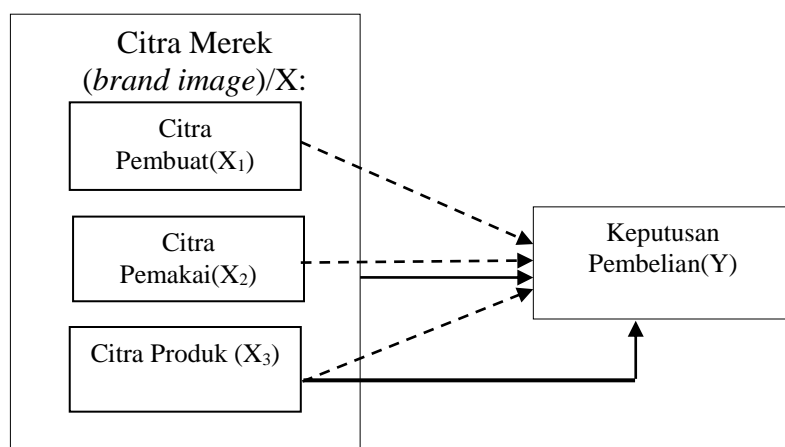 Citra Merek
(brand image)/X:
Citra
Pembuat(X₁)
Citra
Pemakai(X₂)
Citra Produk (X₃)
Keputusan
Pembelian(Y)